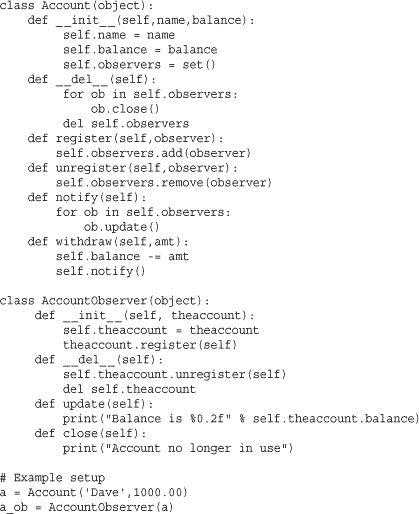 class Account(object):
    def __init__(self,name,balance):
         self.name = name
         self.balance = balance
         self.observers = set()
    def __del__(self):
         for ob in self.observers:
             ob.close()
         del self.observers
    def register(self,observer):
        self.observers.add(observer)
    def unregister(self,observer):
        self.observers.remove(observer)
    def notify(self):
        for ob in self.observers:
            ob.update()
    def withdraw(self,amt):
        self.balance -= amt
        self.notify()

class AccountObserver(object):
     def __init__(self, theaccount):
         self.theaccount = theaccount
         theaccount.register(self)
     def __del__(self):
         self.theaccount.unregister(self)
         del self.theaccount
     def update(self):
         print("Balance is %0.2f" % self.theaccount.balance)
     def close(self):
         print("Account no longer in use")

# Example setup
a = Account('Dave',1000.00)
a_ob = AccountObserver(a)